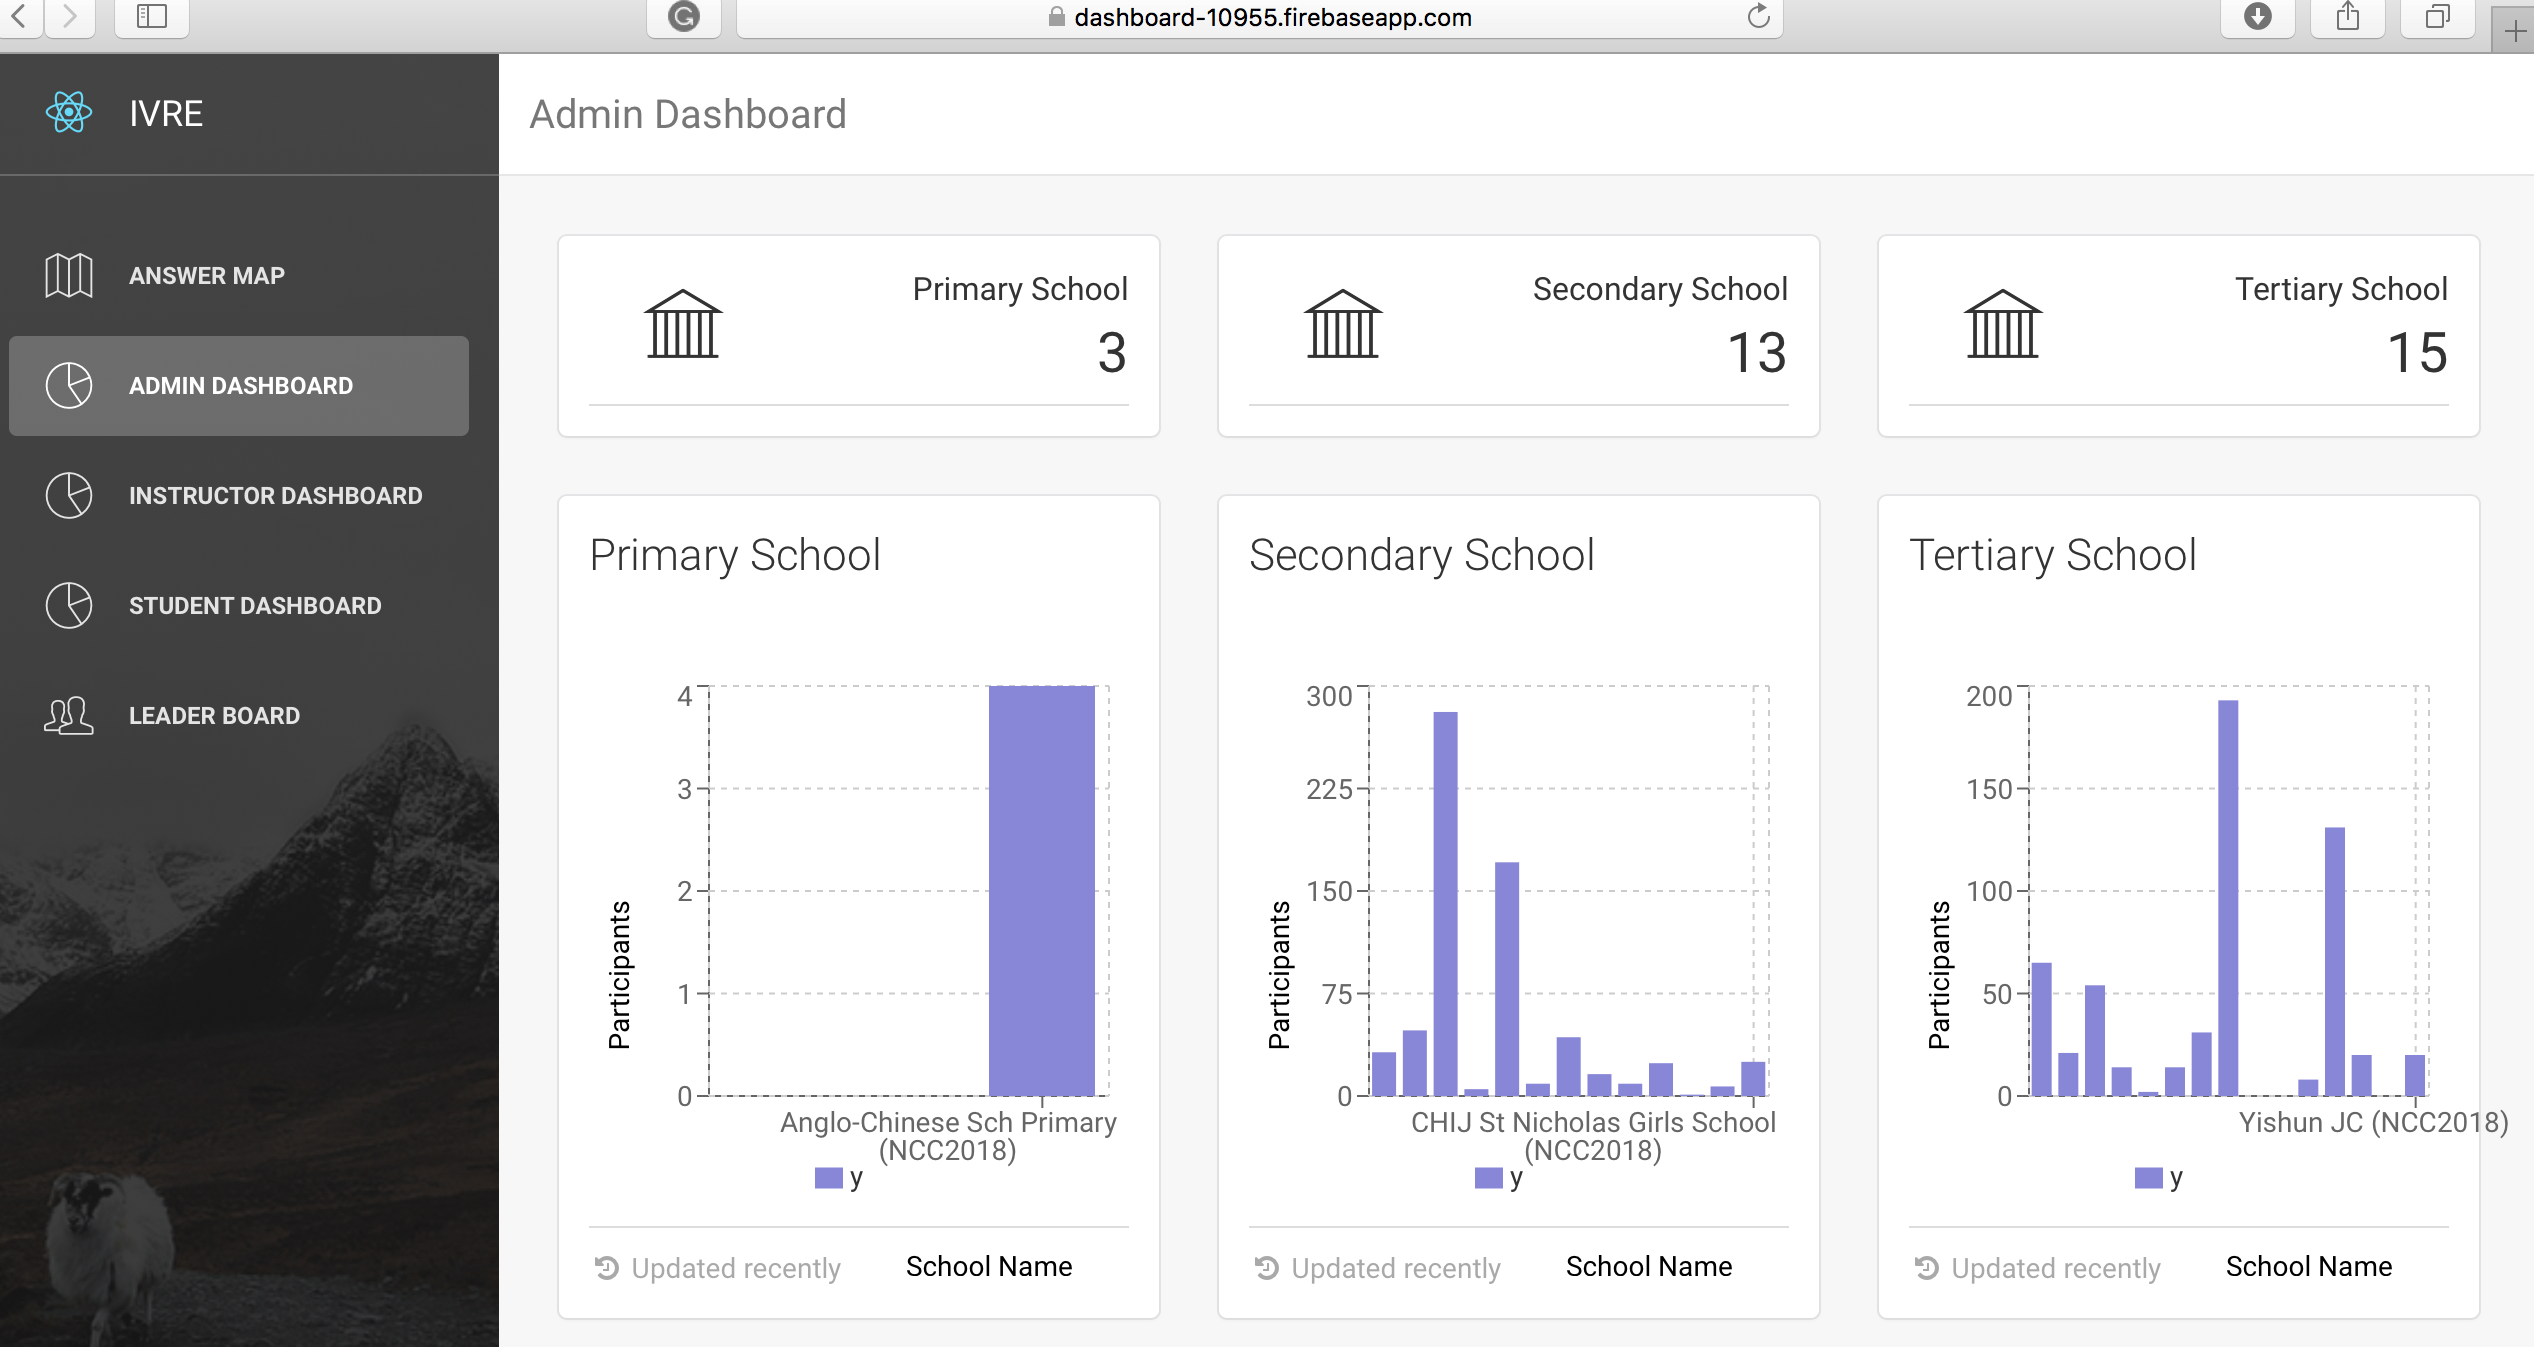 dashboard-10955.firebaseapp.com
IVRE
Admin Dashboard
ANSWER MAP
ADMIN DASHBOARD
INSTRUCTOR DASHBOARD
STUDENT DASHBOARD
LEADER BOARD
Primary School
3
Secondary School
13
Tertiary School
15
Primary School
4
3
2
1
0
Participants
Anglo-Chinese Sch Primary
(NCC2018)
y
Updated recently
School Name
Secondary School
300
225
150
75
0
Participants
CHIJ St Nicholas Girls School
(NCC2018)
y
Updated recently
School Name
Tertiary School
200
150
100
50
0
Participants
Yishun JC (NCC2018)
y
Updated recently
School Name